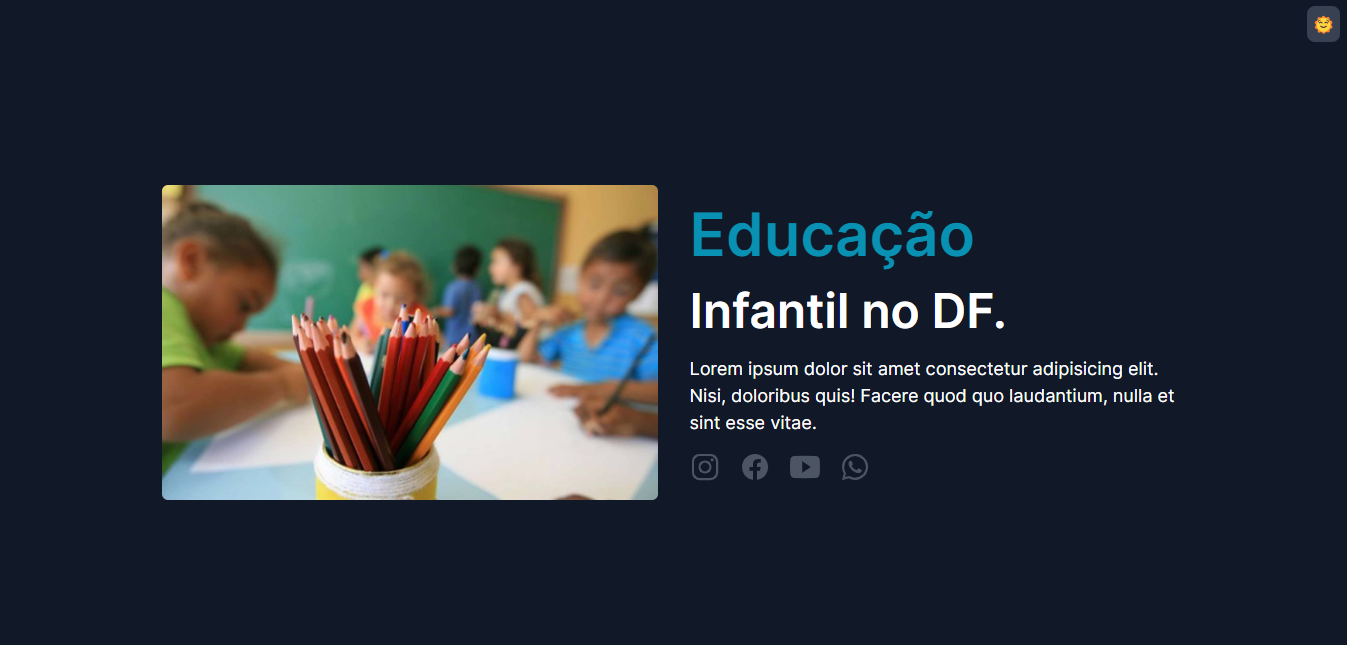 Educação
Infantil no DF.
Lorem ipsum dolor sit amet consectetur adipisicing elit.
Nisi, doloribus quis! Facere quod quo laudantium, nulla et
sint esse vitae.